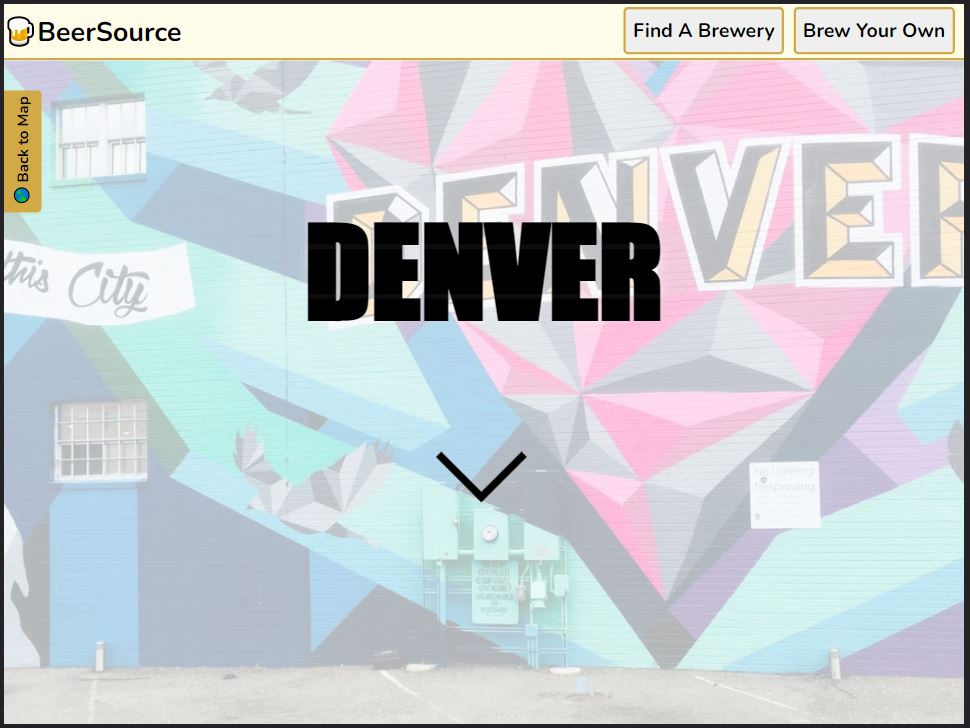 BeerSource
Find A Brewery
Brew Your Own
Back to Map
DENVER
DENVER
this City
No Loitering
Trespassing